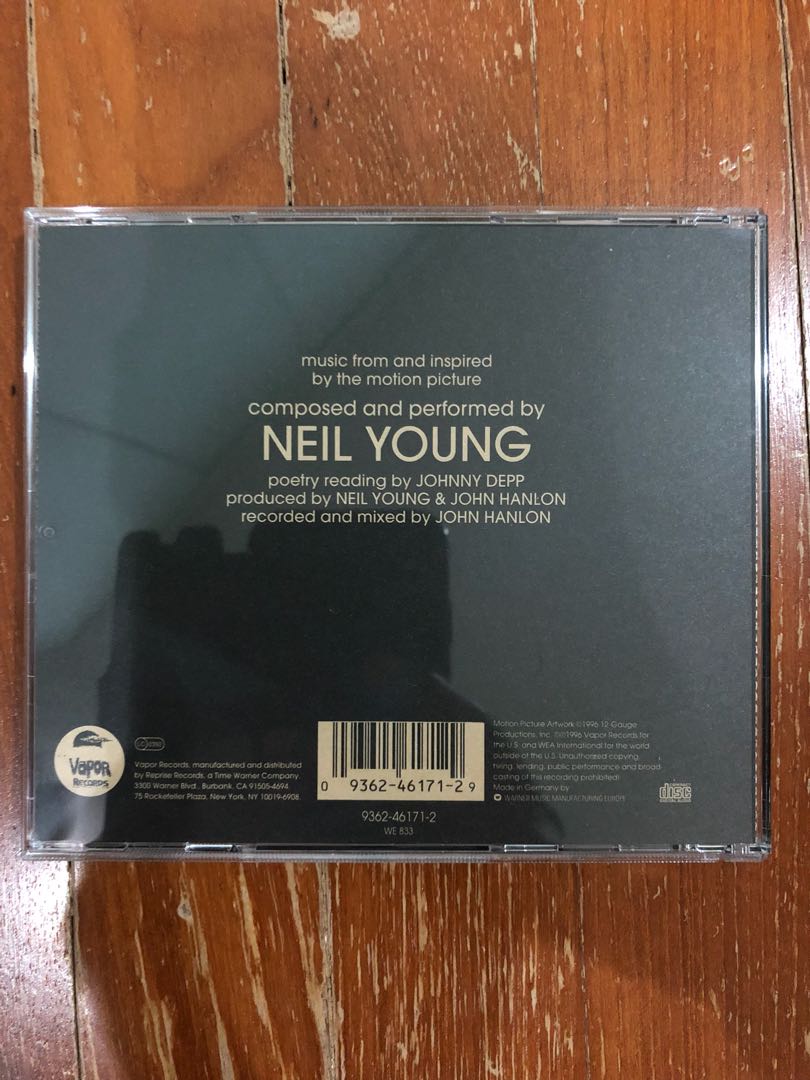 music from and inspired
by the motion picture
composed and performed by
NEIL YOUNG
poetry reading by JOHNNY DEPP
produced by NEIL YOUNG & JOHN HANLON
recorded and mixed by JOHN HANLON
VAPOR
RECORDS
Vapor Records, manufactured and distributed
by Reprise Records, a Time Warner Company.
3300 Warner Blvd., Burbank, CA 91505-4694.
75 Rockefeller Plaza, New York, NY 10019-6908.
0 9362-46171-2 9
9362-46171-2
WE 833
Motion Picture Artwork ©1996 12-Gauge
Productions, Inc. ©℗1996 Vapor Records for
the U.S. and WEA International for the world
outside of the U.S. Unauthorized copying,
hiring, lending, public performance and broad-
casting of this recording prohibited!
Made in Germany by
WARNER MUSIC MANUFACTURING EUROPE
COMPACT
disc
DIGITAL AUDIO